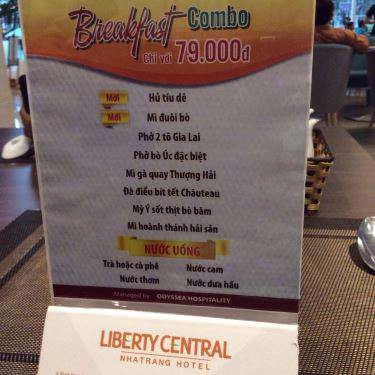 Breakfast Combo
Chỉ với 79.000đ
Mới Hủ tíu dê
Mới Mì đuôi bò
Phở 2 tô Gia Lai
Phở bò Úc đặc biệt
Mì gà quay Thượng Hải
Đà điểu bít tết Châuteau
Mỳ Ý sốt thịt bò băm
Mì hoành thánh hải sản
NƯỚC UỐNG
Trà hoặc cà phê Nước cam
Nước thơm Nước dưa hấu
Managed by ODYSSEA HOSPITALITY
LIBERTY CENTRAL
NHATRANG HOTEL